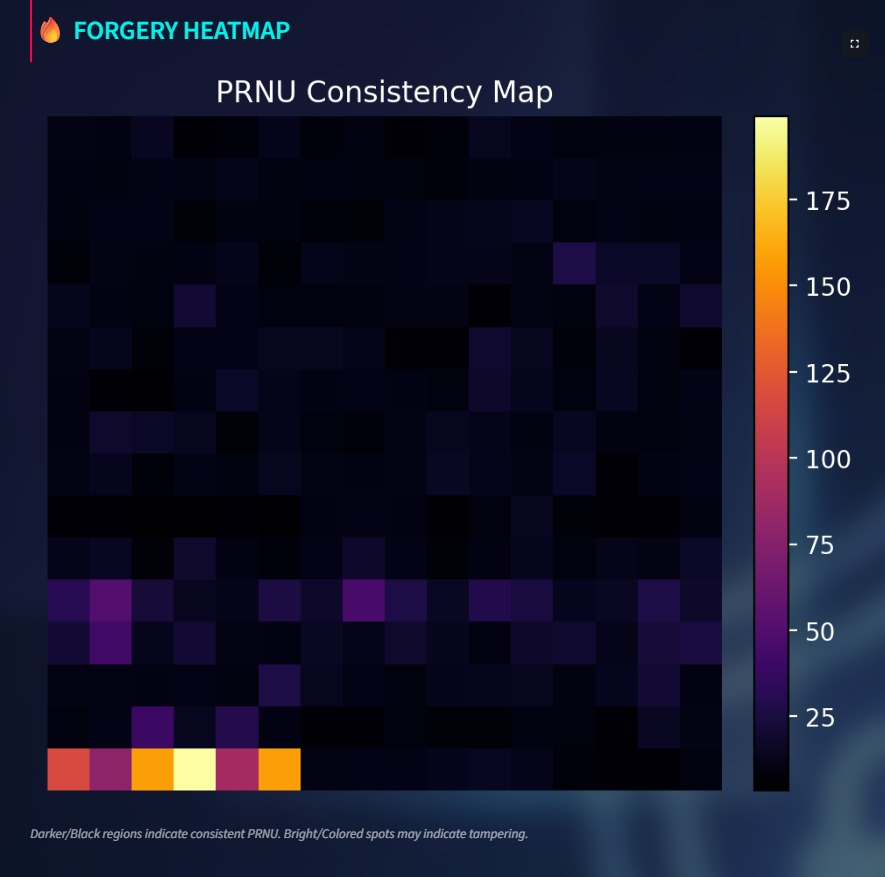 🔥 FORGERY HEATMAP
PRNU Consistency Map
175
150
125
100
75
50
25
Darker/Black regions indicate consistent PRNU. Bright/Colored spots may indicate tampering.